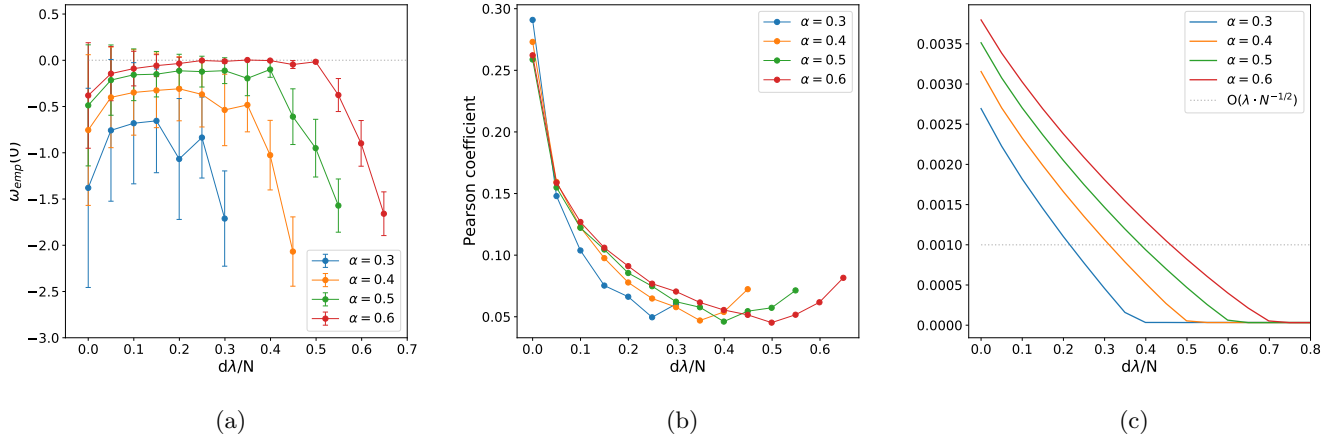 0.0
−0.5
−1.0
−1.5
−2.0
−2.5
−3.0
ω_emp(0)
0.0 0.1 0.2 0.3 0.4 0.5 0.6 0.7
dλ/N
α = 0.3
α = 0.4
α = 0.5
α = 0.6
(a)
0.30
0.25
0.20
0.15
0.10
0.05
Pearson coefficient
0.0 0.1 0.2 0.3 0.4 0.5 0.6
dλ/N
α = 0.3
α = 0.4
α = 0.5
α = 0.6
(b)
0.0035
0.0030
0.0025
0.0020
0.0015
0.0010
0.0005
0.0000
0.0 0.1 0.2 0.3 0.4 0.5 0.6 0.7 0.8
dλ/N
α = 0.3
α = 0.4
α = 0.5
α = 0.6
O(λ · N^{−1/2})
(c)